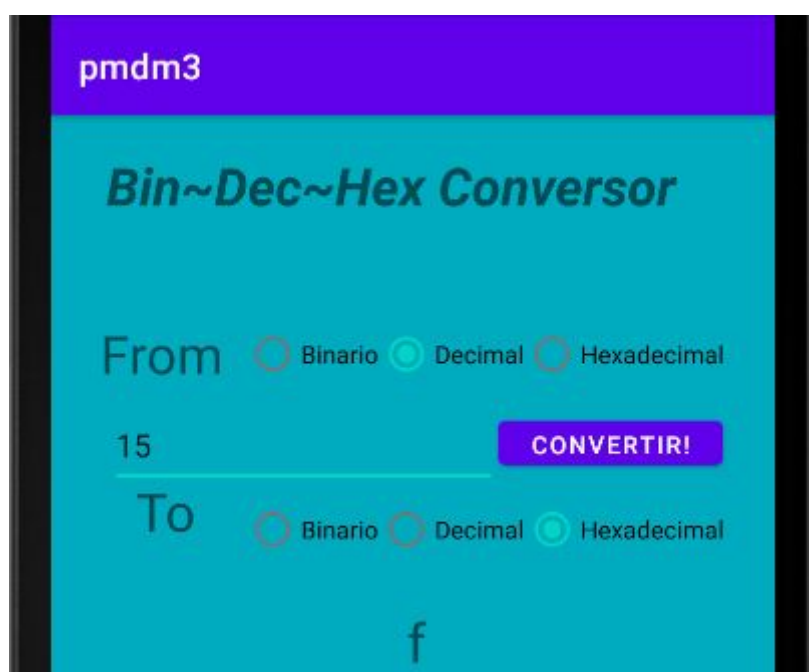 pmdm3
Bin~Dec~Hex Conversor
From Binario Decimal Hexadecimal
15 CONVERTIR!
To Binario Decimal Hexadecimal
f